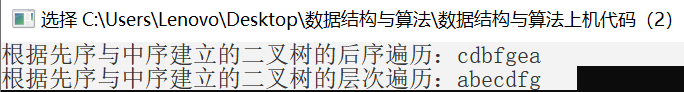 选择 C:\Users\Lenovo\Desktop\数据结构与算法\数据结构与算法上机代码（2）
根据先序与中序建立的二叉树的后序遍历：cdbfgea
根据先序与中序建立的二叉树的层次遍历：abecdfg